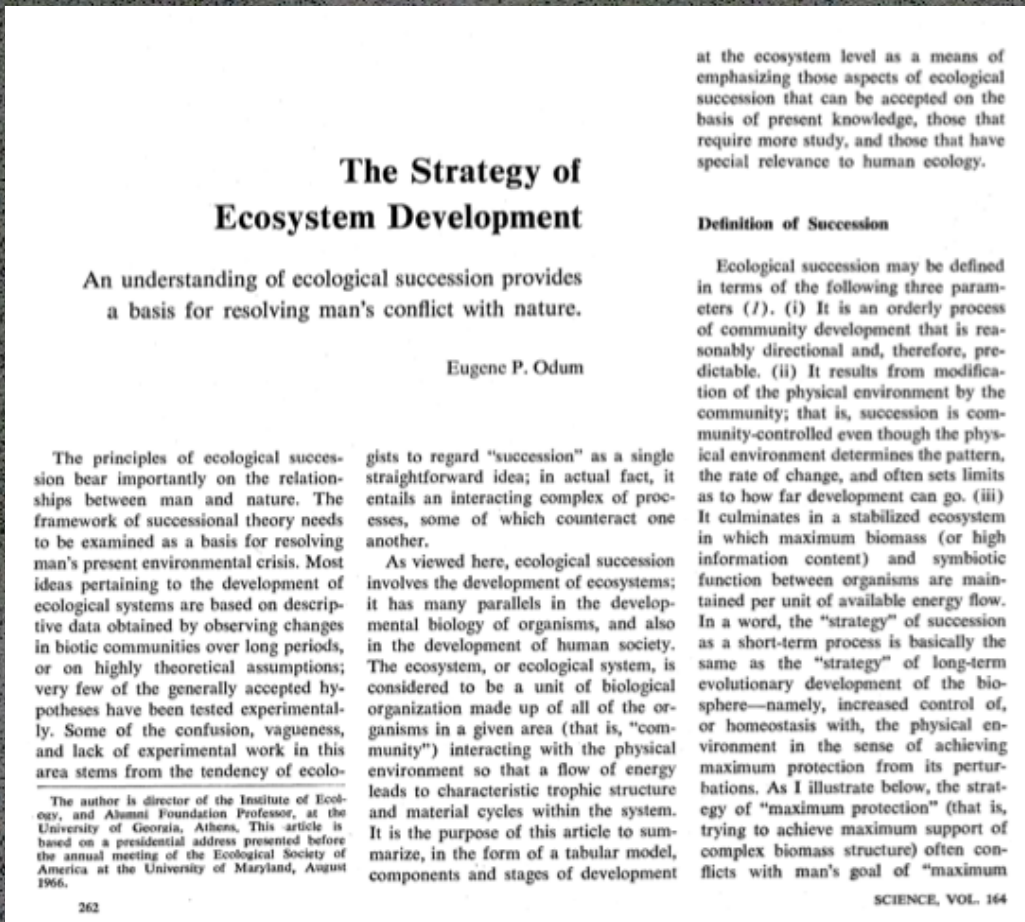 The Strategy of
Ecosystem Development
An understanding of ecological succession provides
a basis for resolving man's conflict with nature.
Eugene P. Odum
The principles of ecological succes-
sion bear importantly on the relation-
ships between man and nature. The
framework of successional theory needs
to be examined as a basis for resolving
man's present environmental crisis. Most
ideas pertaining to the development of
ecological systems are based on descrip-
tive data obtained by observing changes
in biotic communities over long periods,
or on highly theoretical assumptions;
very few of the generally accepted hy-
potheses have been tested experimental-
ly. Some of the confusion, vagueness,
and lack of experimental work in this
area stems from the tendency of ecolo-
The author is director of the Institute of Ecol-
ogy, and Alumni Foundation Professor, at the
University of Georgia, Athens. This article is
based on a presidential address presented before
the annual meeting of the Ecological Society of
America at the University of Maryland, August
1966.
262
gists to regard "succession" as a single
straightforward idea; in actual fact, it
entails an interacting complex of proc-
esses, some of which counteract one
another.
As viewed here, ecological succession
involves the development of ecosystems;
it has many parallels in the develop-
mental biology of organisms, and also
in the development of human society.
The ecosystem, or ecological system, is
considered to be a unit of biological
organization made up of all of the or-
ganisms in a given area (that is, "com-
munity") interacting with the physical
environment so that a flow of energy
leads to characteristic trophic structure
and material cycles within the system.
It is the purpose of this article to sum-
marize, in the form of a tabular model,
components and stages of development
at the ecosystem level as a means of
emphasizing those aspects of ecological
succession that can be accepted on the
basis of present knowledge, those that
require more study, and those that have
special relevance to human ecology.
Definition of Succession
Ecological succession may be defined
in terms of the following three param-
eters (1). (i) It is an orderly process
of community development that is rea-
sonably directional and, therefore, pre-
dictable. (ii) It results from modifica-
tion of the physical environment by the
community; that is, succession is com-
munity-controlled even though the phys-
ical environment determines the pattern,
the rate of change, and often sets limits
as to how far development can go. (iii)
It culminates in a stabilized ecosystem
in which maximum biomass (or high
information content) and symbiotic
function between organisms are main-
tained per unit of available energy flow.
In a word, the "strategy" of succession
as a short-term process is basically the
same as the "strategy" of long-term
evolutionary development of the bio-
sphere—namely, increased control of,
or homeostasis with, the physical en-
vironment in the sense of achieving
maximum protection from its pertur-
bations. As I illustrate below, the strat-
egy of "maximum protection" (that is,
trying to achieve maximum support of
complex biomass structure) often con-
flicts with man's goal of "maximum
SCIENCE, VOL. 164